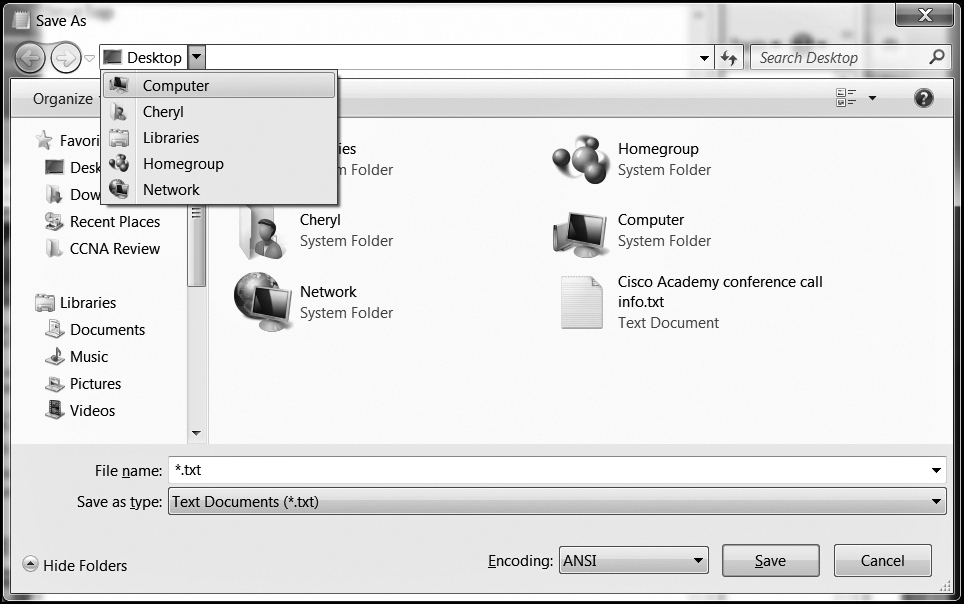 Save As
Desktop
Search Desktop
Organize
Computer
Cheryl
Libraries
Homegroup
Network
Favori
Desk
Dow
Recent Places
CCNA Review
Libraries
Documents
Music
Pictures
Videos
ies
m Folder
Homegroup
System Folder
Cheryl
System Folder
Computer
System Folder
Network
System Folder
Cisco Academy conference call
info.txt
Text Document
File name: *.txt
Save as type: Text Documents (*.txt)
Hide Folders
Encoding: ANSI
Save
Cancel